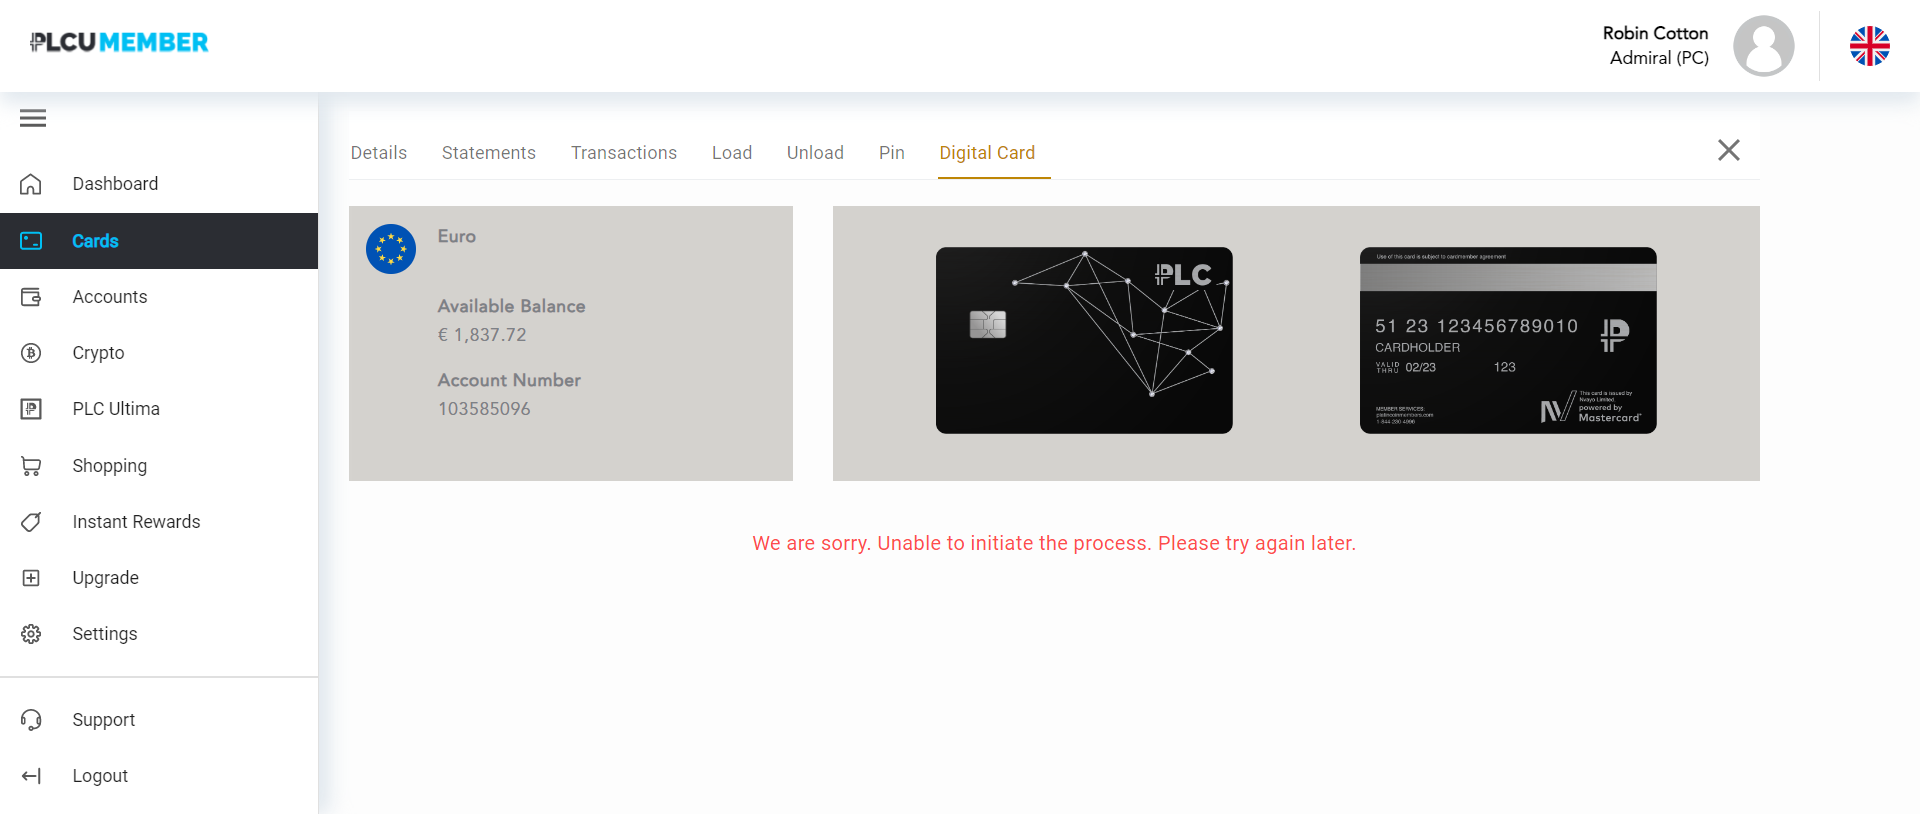 PLCU MEMBER
Robin Cotton
Admiral (PC)
Dashboard
Cards
Accounts
Crypto
PLC Ultima
Shopping
Instant Rewards
Upgrade
Settings
Support
Logout
Details
Statements
Transactions
Load
Unload
Pin
Digital Card
Euro
Available Balance
€ 1,837.72
Account Number
103585096
PLC
Use of this card is subject to cardmember agreement
51 23 123456789010
CARDHOLDER
VALID THRU 02/23 123
MEMBER SERVICES:
platincoinmembers.com
This card is issued by
Nvayo Limited
powered by
Mastercard
We are sorry. Unable to initiate the process. Please try again later.